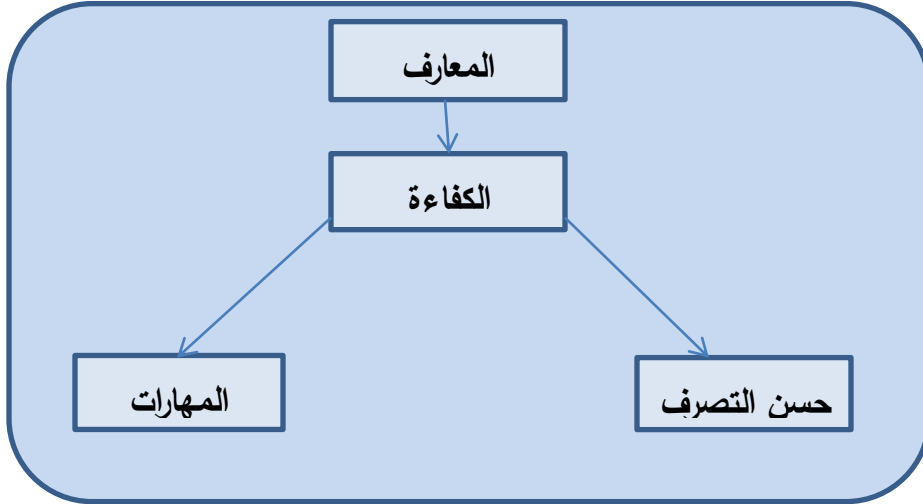 المعارف
الكفاءة
حسن التصرف
المهارات